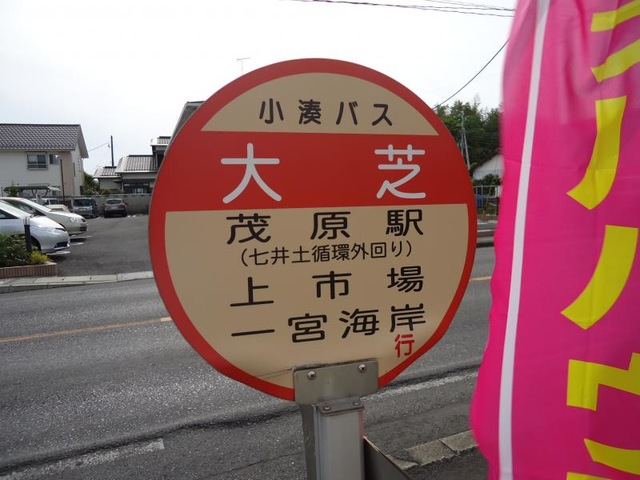 小湊バス
大芝
茂原駅
(七井土循環外回り)
上市場
一宮海岸
行